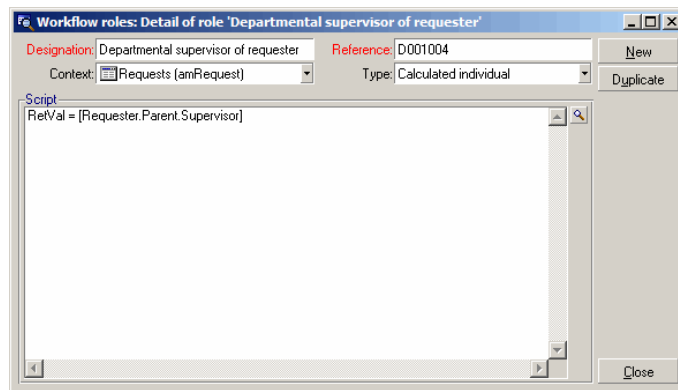 Workflow roles: Detail of role 'Departmental supervisor of requester'
Designation: Departmental supervisor of requester Reference: D001004 New
Context: Requests (amRequest) Type: Calculated individual Duplicate
Script
RetVal = [Requester.Parent.Supervisor]
Close